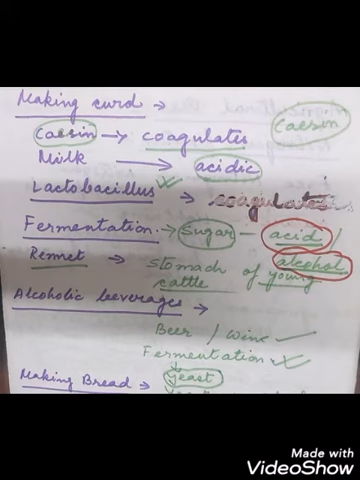 Making curd →
Caesin
Caesin → coagulates
Milk → acidic
Lactobacillus → coagulates
Fermentation. → Sugar — acid /
alcohol
Rennet → Stomach of young
cattle
Alcoholic beverages →
Beer / Wine
Fermentation.
Making Bread → Yeast
Made with
VideoShow